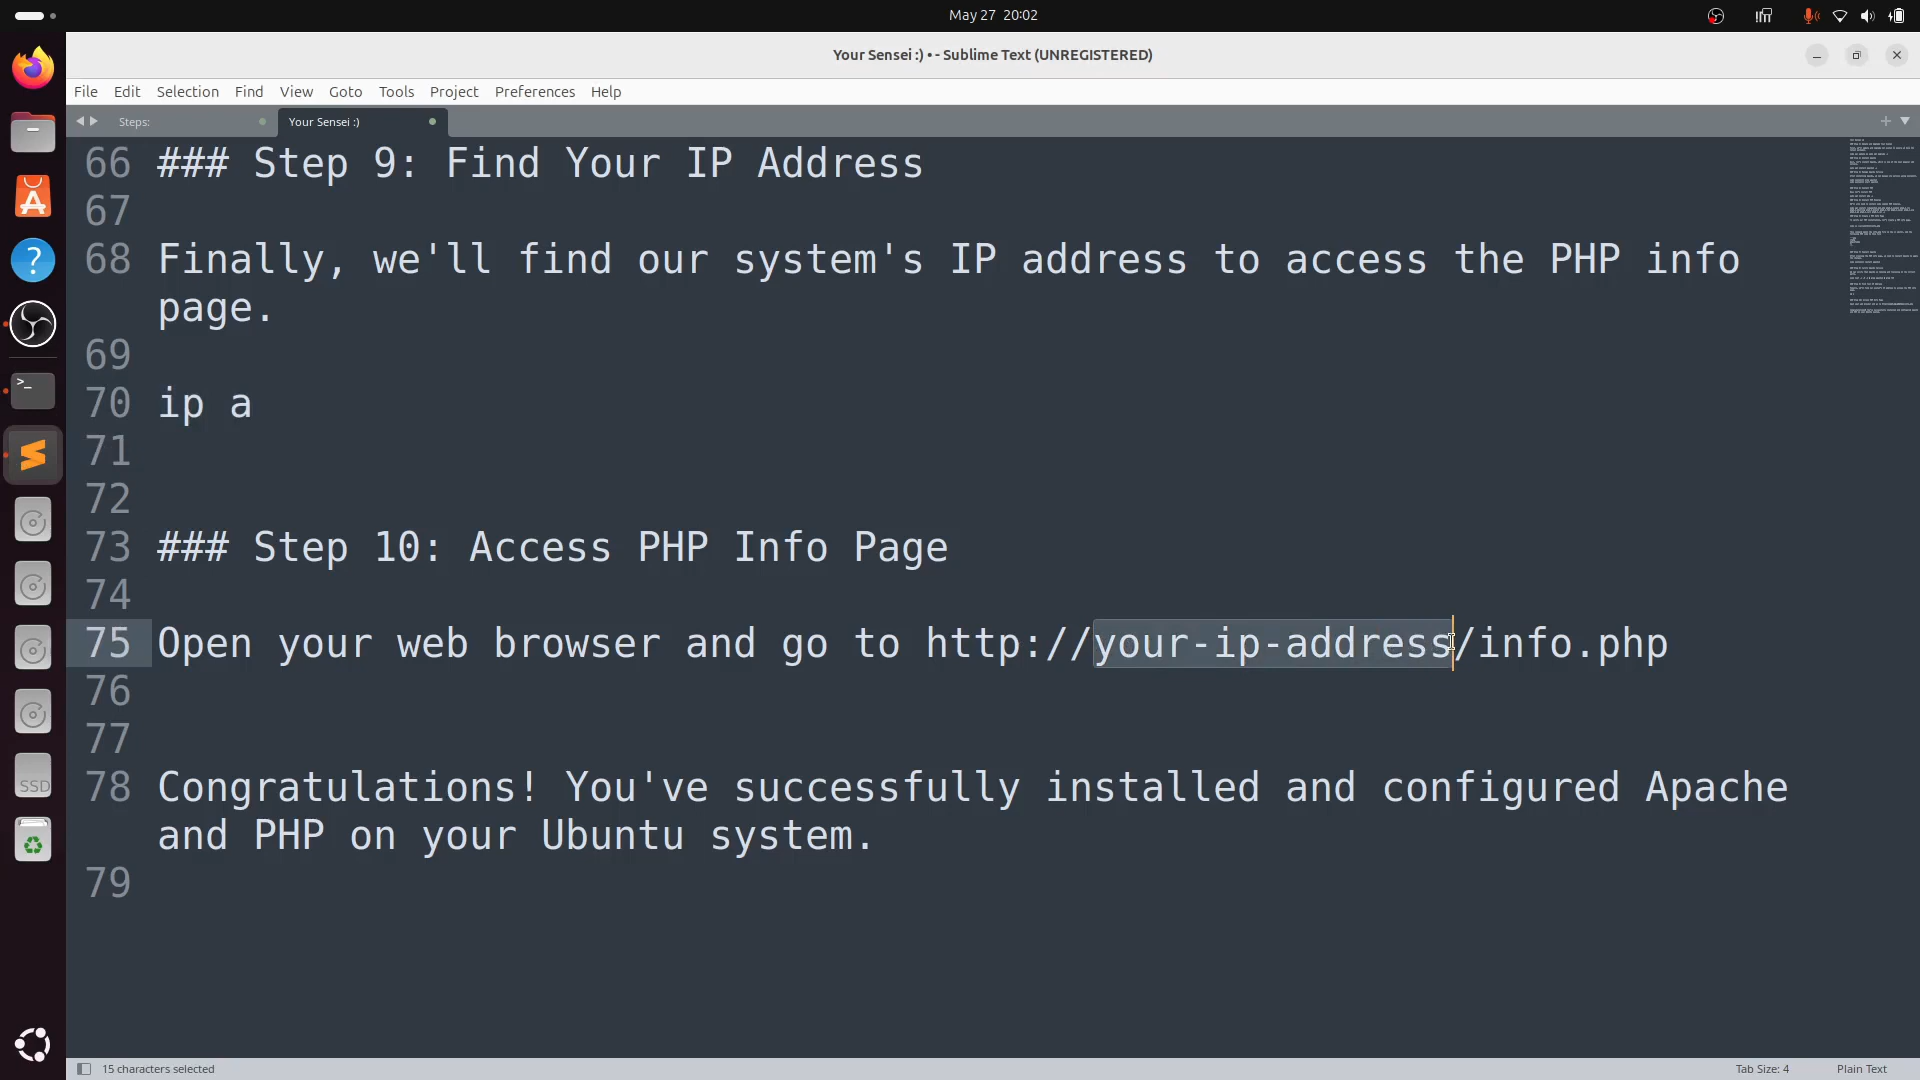 May 27 20:02
Your Sensei :) • - Sublime Text (UNREGISTERED)
File Edit Selection Find View Goto Tools Project Preferences Help
Steps:
Your Sensei :)
66 ### Step 9: Find Your IP Address
67
68 Finally, we'll find our system's IP address to access the PHP info
page.
69
70 ip a
71
72
73 ### Step 10: Access PHP Info Page
74
75 Open your web browser and go to http://your-ip-address/info.php
76
77
78 Congratulations! You've successfully installed and configured Apache
and PHP on your Ubuntu system.
79
SSD
15 characters selected
Tab Size: 4
Plain Text